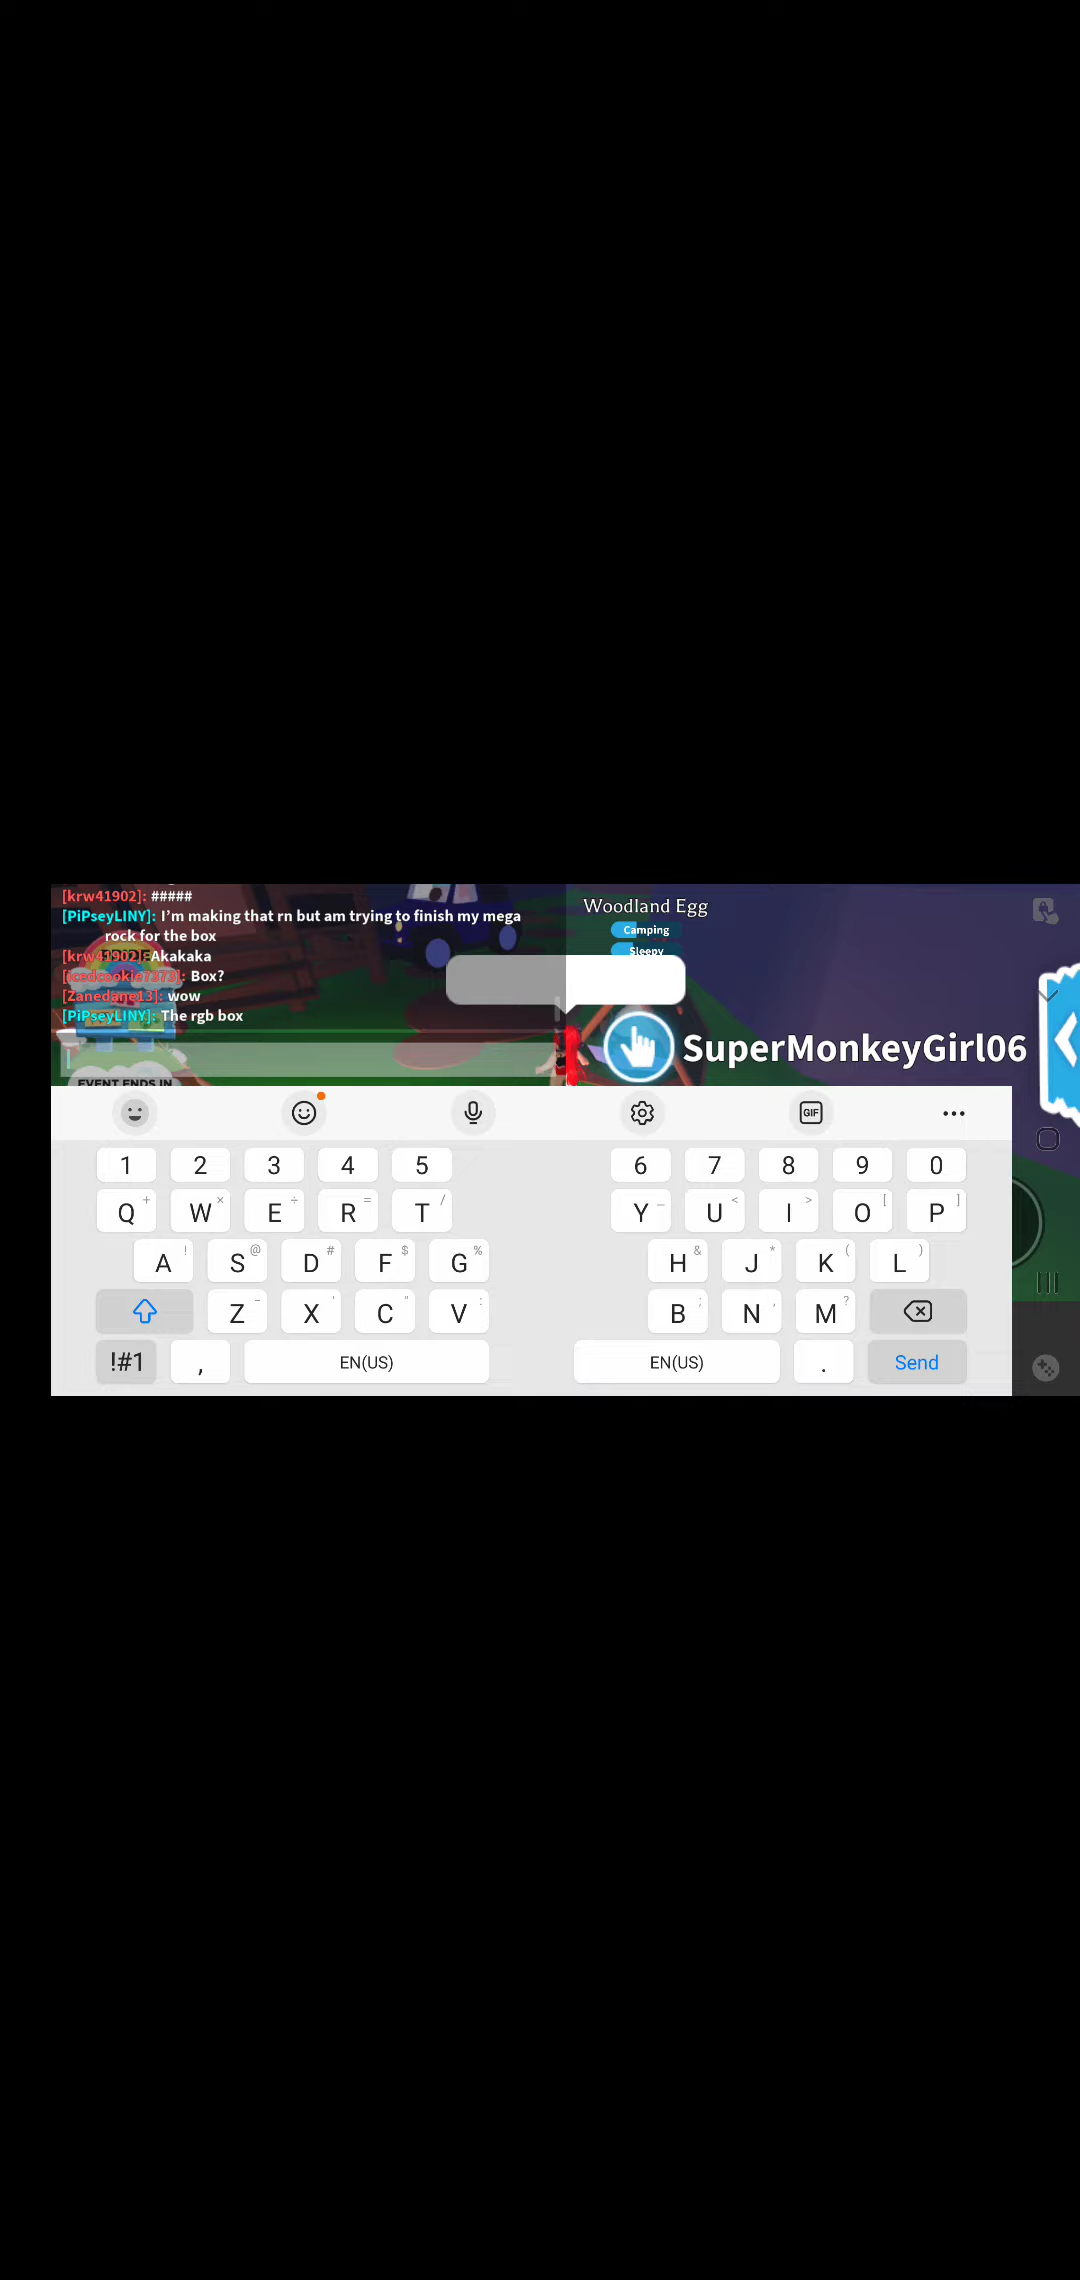 [krw41902]: #####
[PiPseyLINY]: I'm making that rn but am trying to finish my mega
rock for the box
[krw41902]: Akakaka
[icedcookie7373]: Box?
[Zanedane13]: wow
[PiPseyLINY]: The rgb box
EVENT ENDS IN
Woodland Egg
Camping
Sleepy
SuperMonkeyGirl06
GIF
1 2 3 4 5 6 7 8 9 0
Q + W × E ÷ R = T / Y _ U < I > O [ P ]
A ! S @ D # F $ G % H & J * K ( L )
Z - X ' C " V : B ; N , M ?
!#1 , EN(US) EN(US) . Send